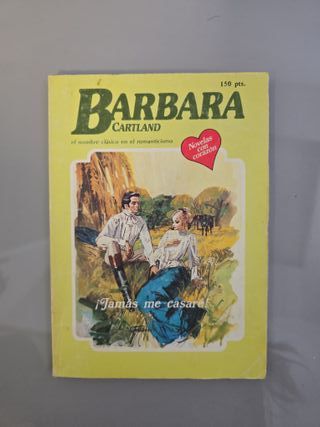 150 pts.
BARBARA
CARTLAND
el nombre clásico en el romanticismo
Novelas
con
corazón
¡Jamás me casaré!